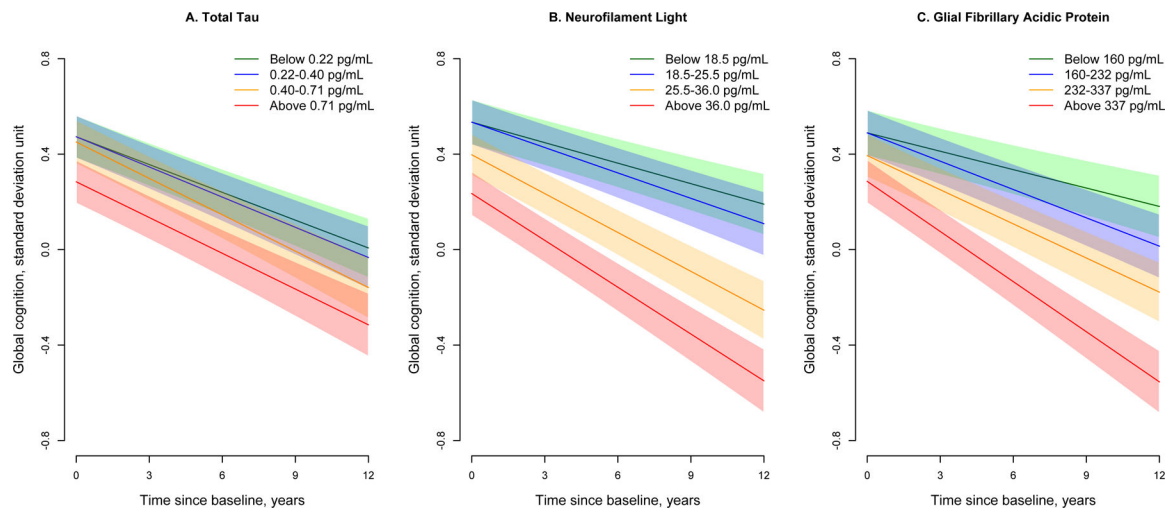 A. Total Tau
Global cognition, standard deviation unit
0.8
0.4
0.0
-0.4
-0.8
Below 0.22 pg/mL
0.22-0.40 pg/mL
0.40-0.71 pg/mL
Above 0.71 pg/mL
0 3 6 9 12
Time since baseline, years
B. Neurofilament Light
Global cognition, standard deviation unit
0.8
0.4
0.0
-0.4
-0.8
Below 18.5 pg/mL
18.5-25.5 pg/mL
25.5-36.0 pg/mL
Above 36.0 pg/mL
0 3 6 9 12
Time since baseline, years
C. Glial Fibrillary Acidic Protein
Global cognition, standard deviation unit
0.8
0.4
0.0
-0.4
-0.8
Below 160 pg/mL
160-232 pg/mL
232-337 pg/mL
Above 337 pg/mL
0 3 6 9 12
Time since baseline, years